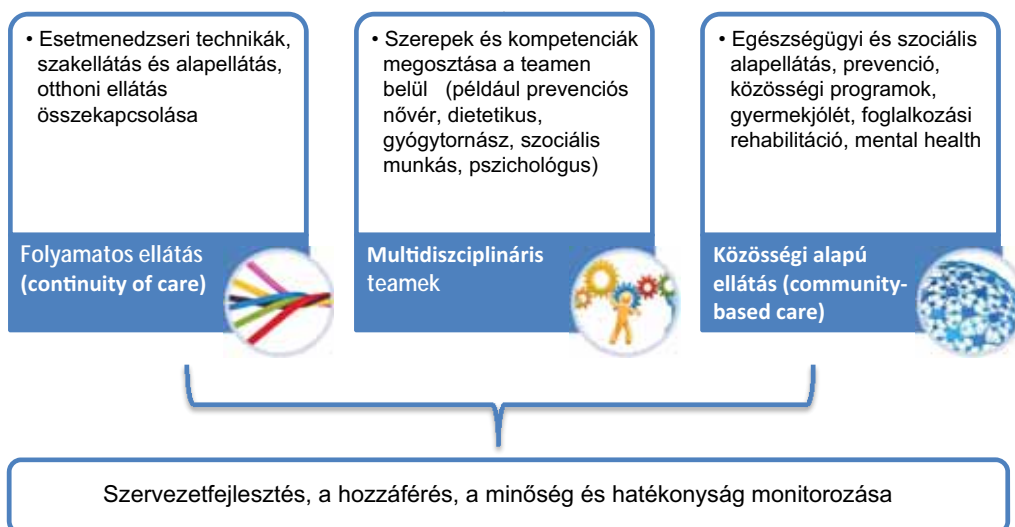 • Esetmenedzseri technikák,
szakellátás és alapellátás,
otthoni ellátás
összekapcsolása
Folyamatos ellátás
(continuity of care)
• Szerepek és kompetenciák
megosztása a teamen
belül (például prevenciós
nővér, dietetikus,
gyógytornász, szociális
munkás, pszichológus)
Multidiszciplináris
teamek
• Egészségügyi és szociális
alapellátás, prevenció,
közösségi programok,
gyermekjólét, foglalkozási
rehabilitáció, mental health
Közösségi alapú
ellátás (community-
based care)
Szervezetfejlesztés, a hozzáférés, a minőség és hatékonyság monitorozása